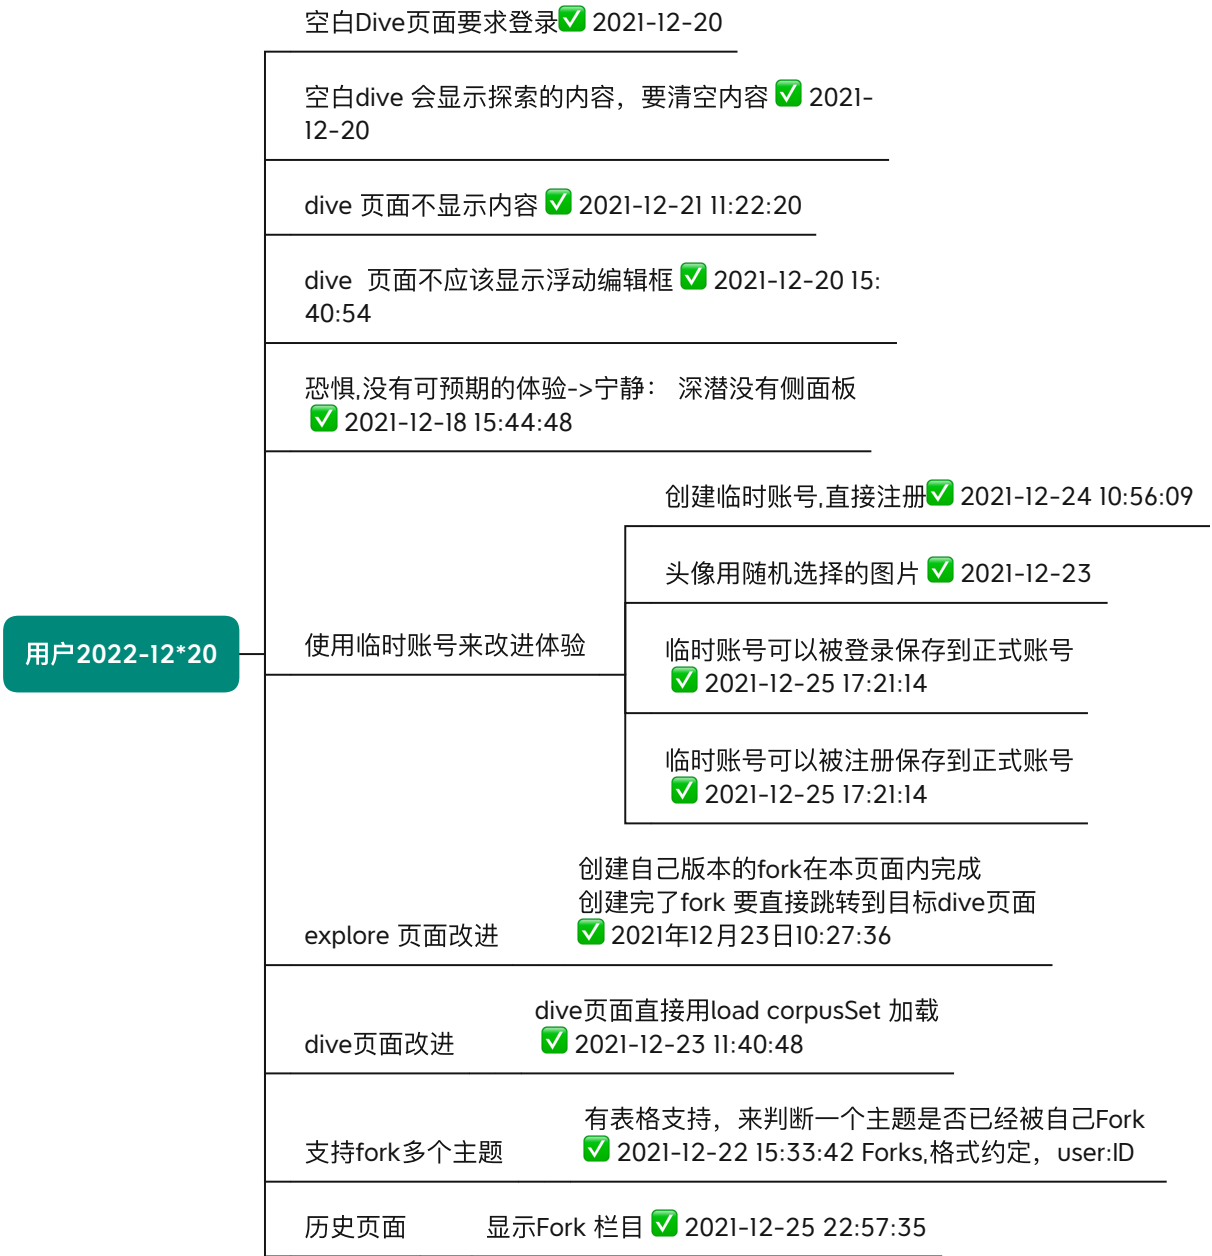 空白Dive页面要求登录✅ 2021-12-20
空白dive 会显示探索的内容，要清空内容 ✅ 2021-
12-20
dive 页面不显示内容 ✅ 2021-12-21 11:22:20
dive  页面不应该显示浮动编辑框 ✅ 2021-12-20 15:
40:54
恐惧,没有可预期的体验->宁静： 深潜没有侧面板
✅ 2021-12-18 15:44:48
用户2022-12*20
使用临时账号来改进体验
创建临时账号,直接注册✅ 2021-12-24 10:56:09
头像用随机选择的图片 ✅ 2021-12-23
临时账号可以被登录保存到正式账号
✅ 2021-12-25 17:21:14
临时账号可以被注册保存到正式账号
✅ 2021-12-25 17:21:14
explore 页面改进
创建自己版本的fork在本页面内完成
创建完了fork 要直接跳转到目标dive页面
✅ 2021年12月23日10:27:36
dive页面改进
dive页面直接用load corpusSet 加载
✅ 2021-12-23 11:40:48
支持fork多个主题
有表格支持，来判断一个主题是否已经被自己Fork
✅ 2021-12-22 15:33:42 Forks,格式约定，user:ID
历史页面
显示Fork 栏目 ✅ 2021-12-25 22:57:35